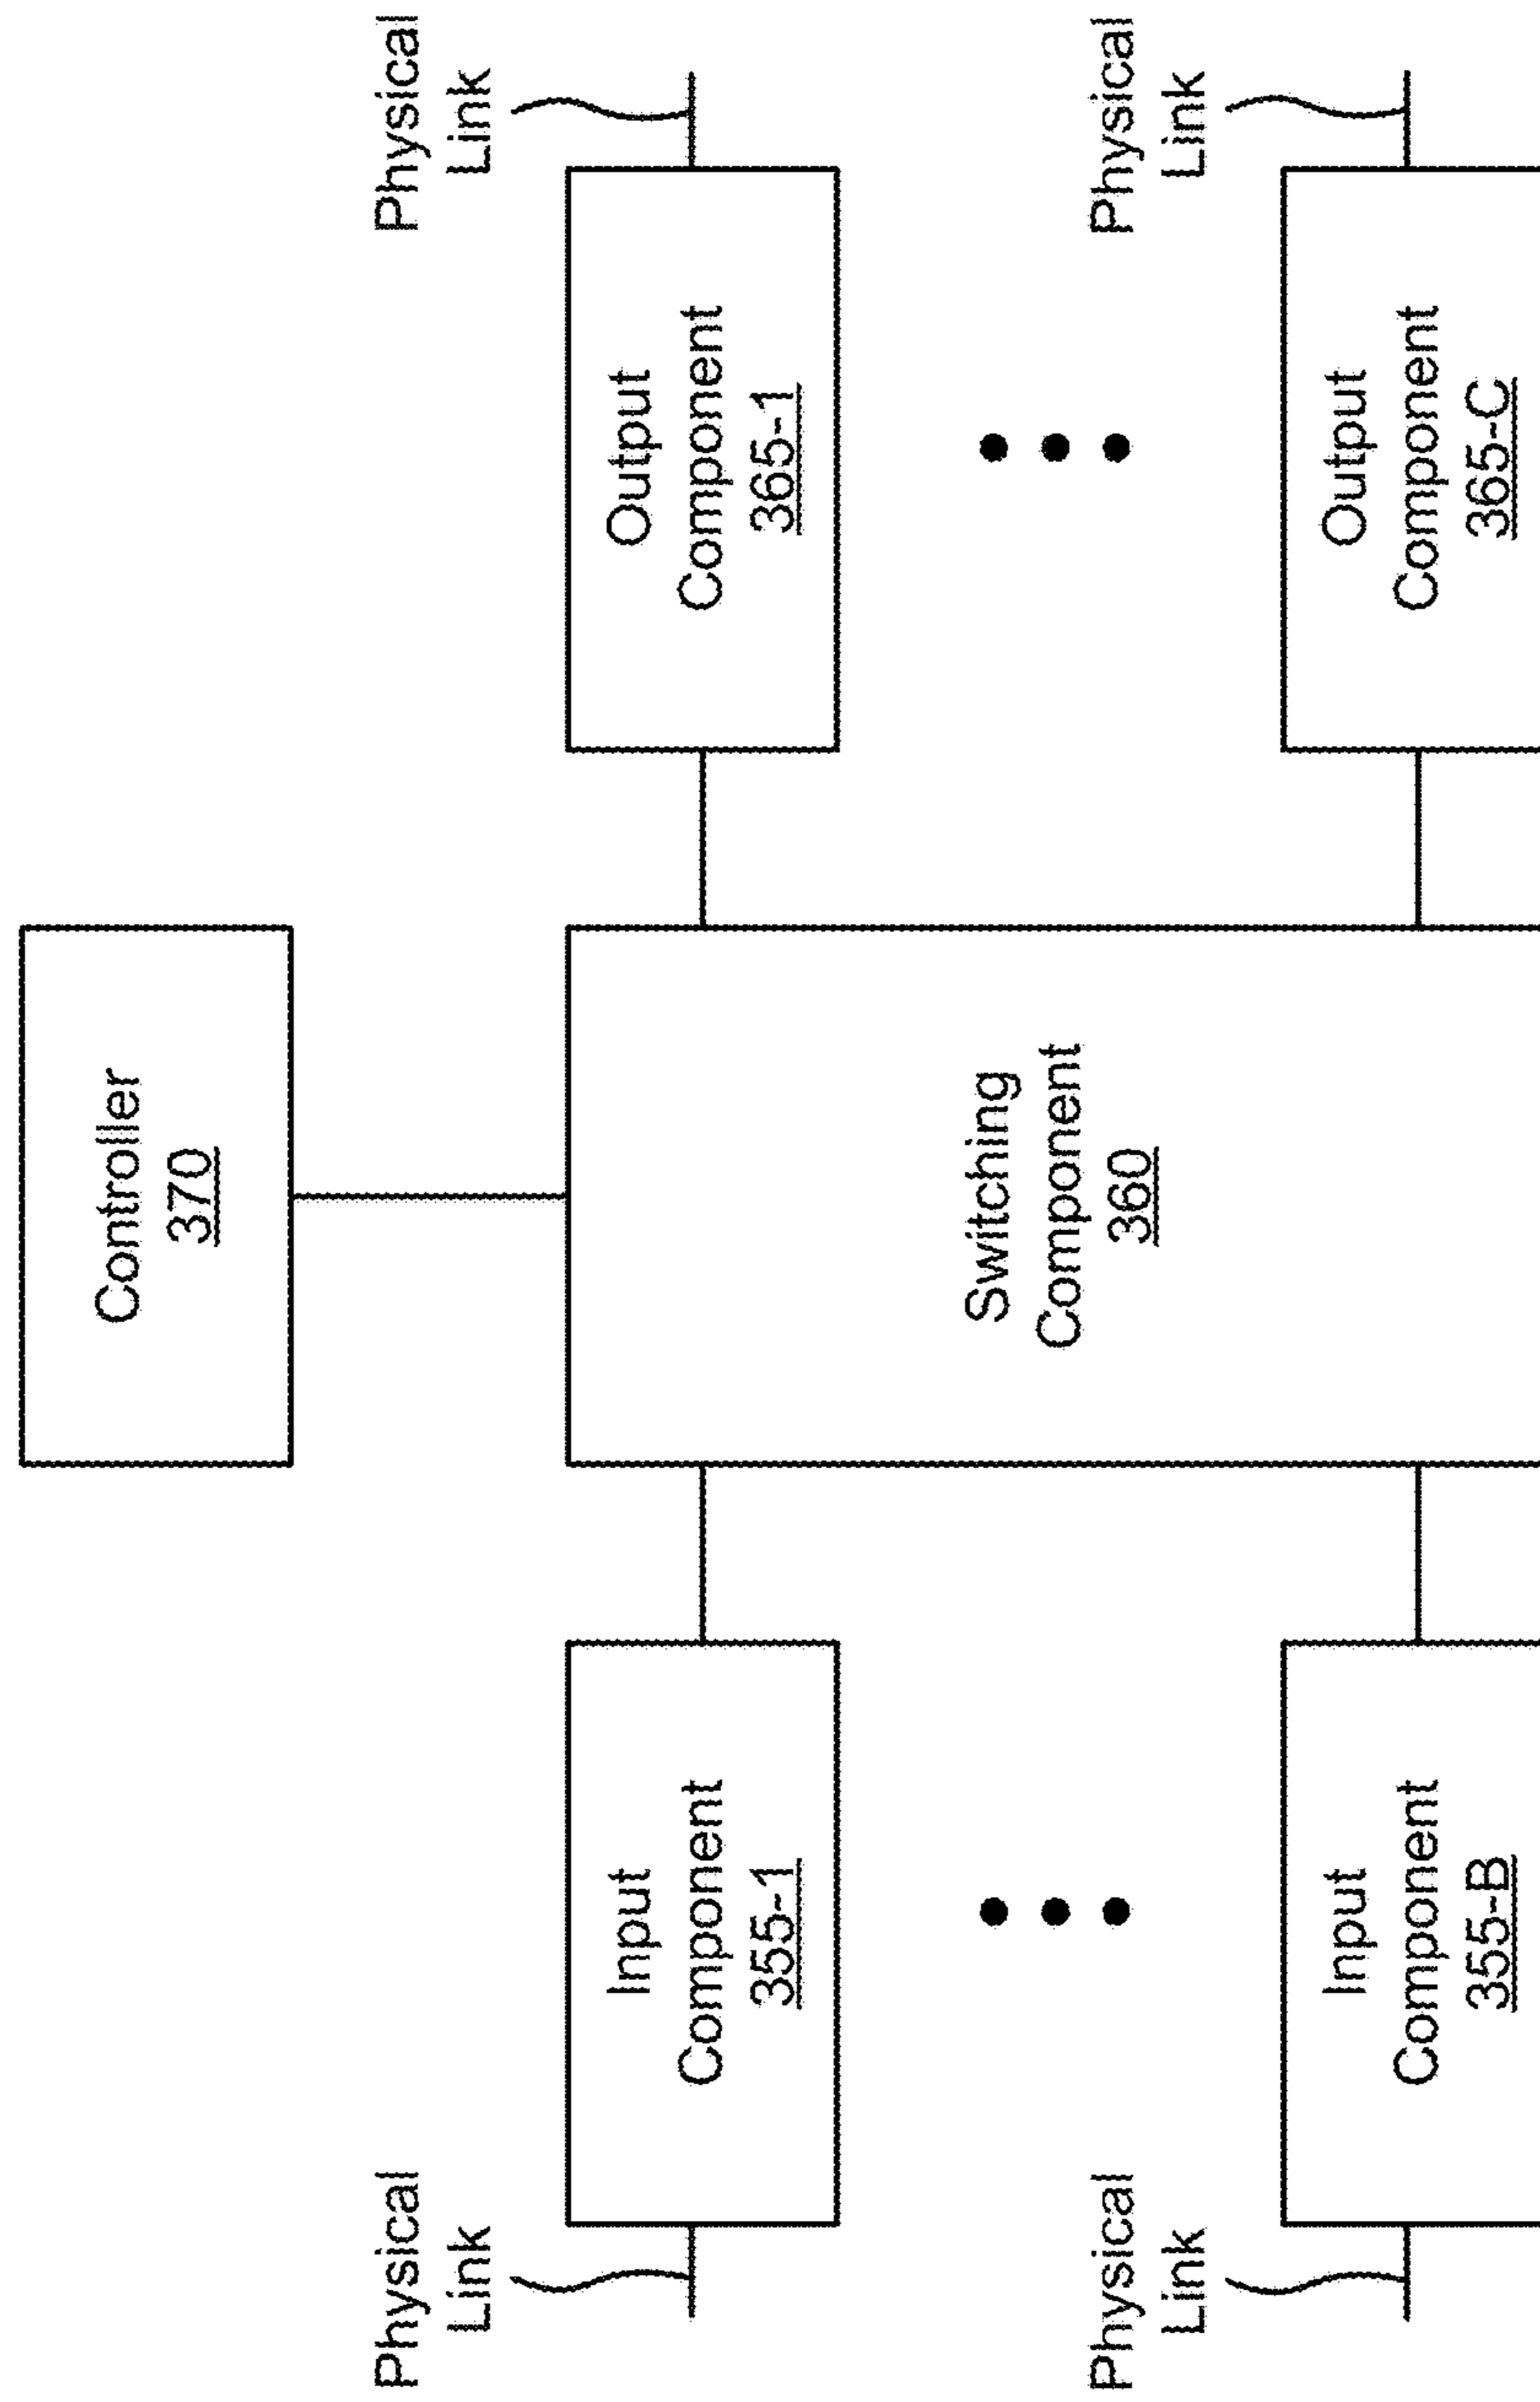 Controller
370
Physical
Link
Physical
Link
Input
Component
355-1
Switching
Component
360
Output
Component
365-1
Physical
Link
Physical
Link
Input
Component
355-B
Output
Component
365-C